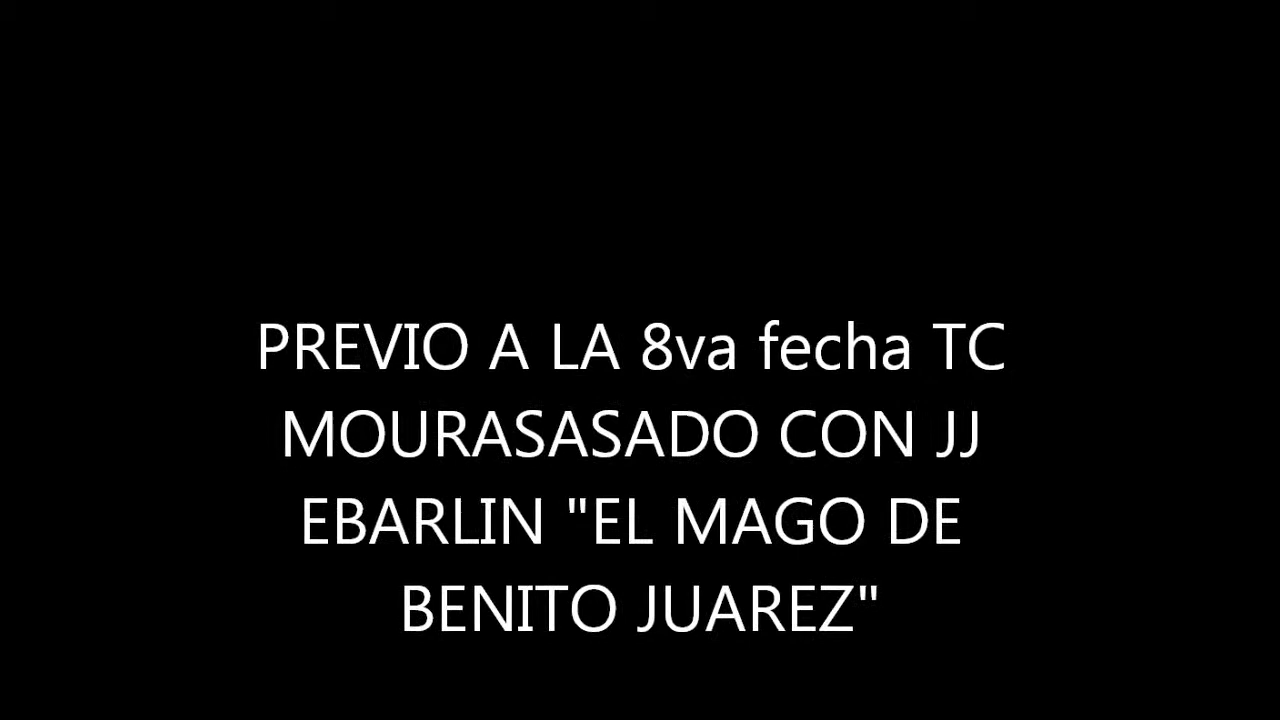 PREVIO A LA 8va fecha TC
MOURASASADO CON JJ
EBARLIN "EL MAGO DE
BENITO JUAREZ"